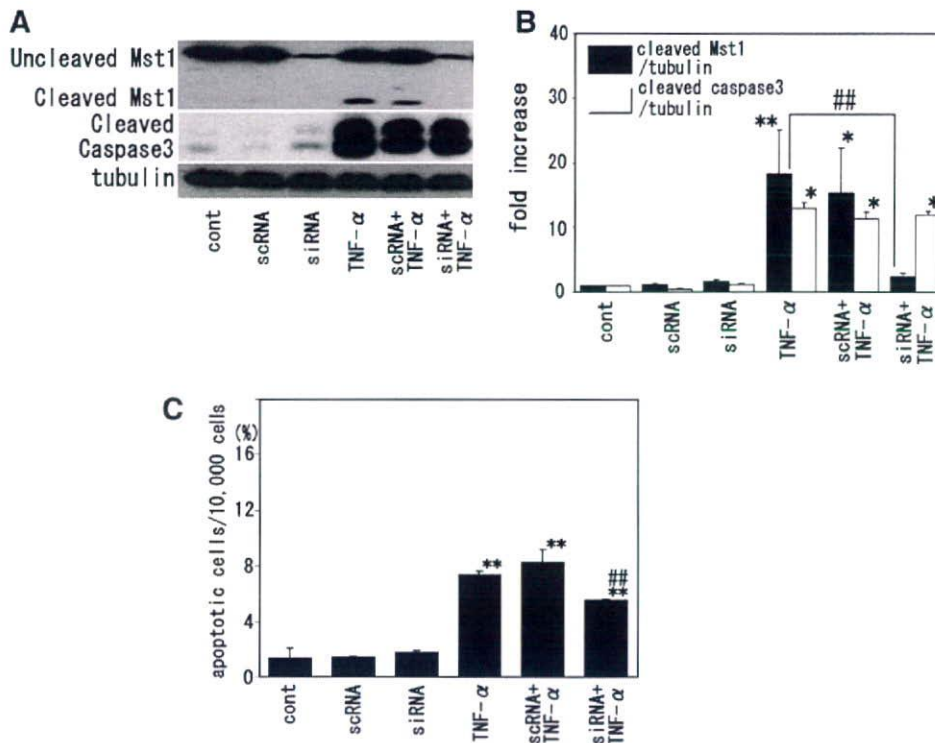 A
Uncleaved Mst1
Cleaved Mst1
Cleaved
Caspase3
tubulin
cont
scRNA
siRNA
TNF-α
scRNA+
TNF-α
siRNA+
TNF-α
B
fold increase
40
30
20
10
0
cleaved Mst1
/tubulin
cleaved caspase3
/tubulin
##
**
*
*
*
*
cont
scRNA
siRNA
TNF-α
scRNA+
TNF-α
siRNA+
TNF-α
C
apoptotic cells/10,000 cells
(%)
16
12
8
4
0
**
**
##
**
cont
scRNA
siRNA
TNF-α
scRNA+
TNF-α
siRNA+
TNF-α